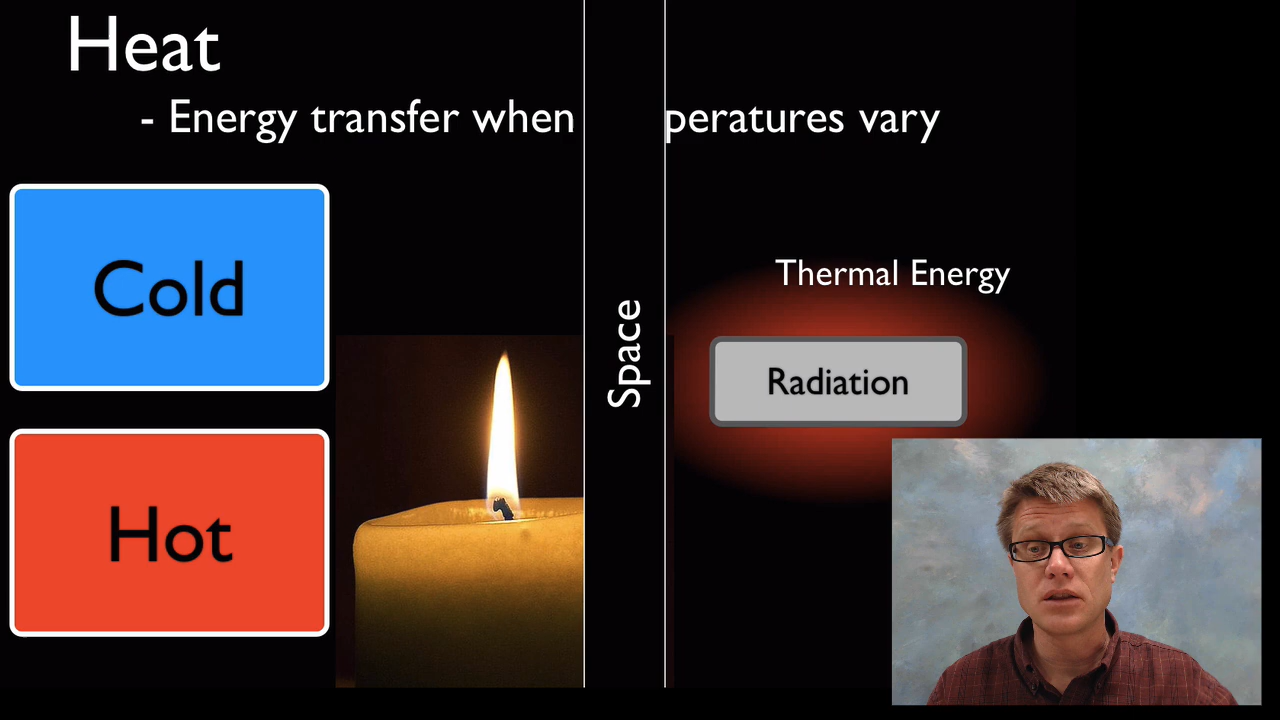 Heat
- Energy transfer when peratures vary
Cold
Space
Thermal Energy
Radiation
Hot